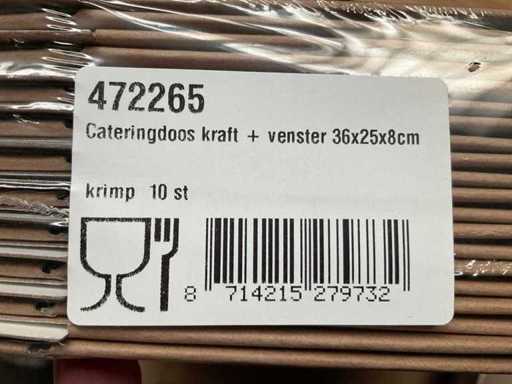 472265
Cateringdoos kraft + venster 36x25x8cm
krimp 10 st
8 714215 279732